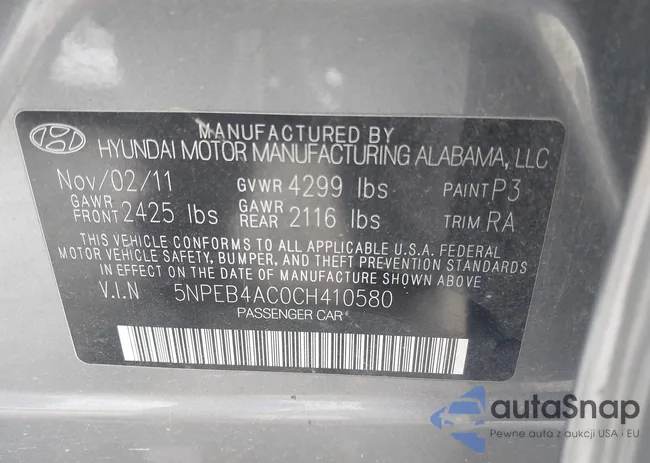 MANUFACTURED BY
HYUNDAI MOTOR MANUFACTURING ALABAMA, LLC
Nov/02/11 GVWR 4299 lbs PAINT P3
GAWR FRONT 2425 lbs GAWR REAR 2116 lbs TRIM RA
THIS VEHICLE CONFORMS TO ALL APPLICABLE U.S.A. FEDERAL
MOTOR VEHICLE SAFETY, BUMPER, AND THEFT PREVENTION STANDARDS
IN EFFECT ON THE DATE OF MANUFACTURE SHOWN ABOVE
V.I.N 5NPEB4AC0CH410580
PASSENGER CAR
autoSnap
Pewne auta z aukcji USA i EU